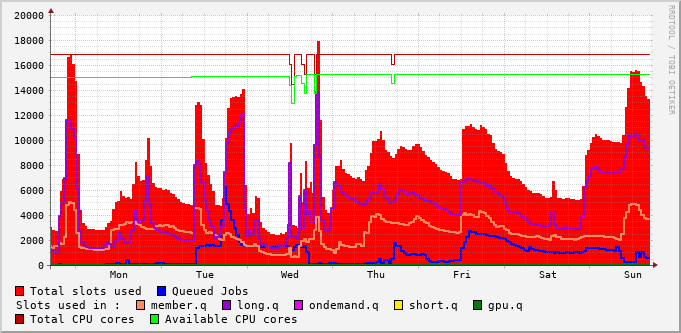 RRDTOOL / TOBI OETIKER
20000
18000
16000
14000
12000
10000
8000
6000
4000
2000
0
Mon Tue Wed Thu Fri Sat Sun
Total slots used Queued Jobs
Slots used in : member.q long.q ondemand.q short.q gpu.q
Total CPU cores Available CPU cores